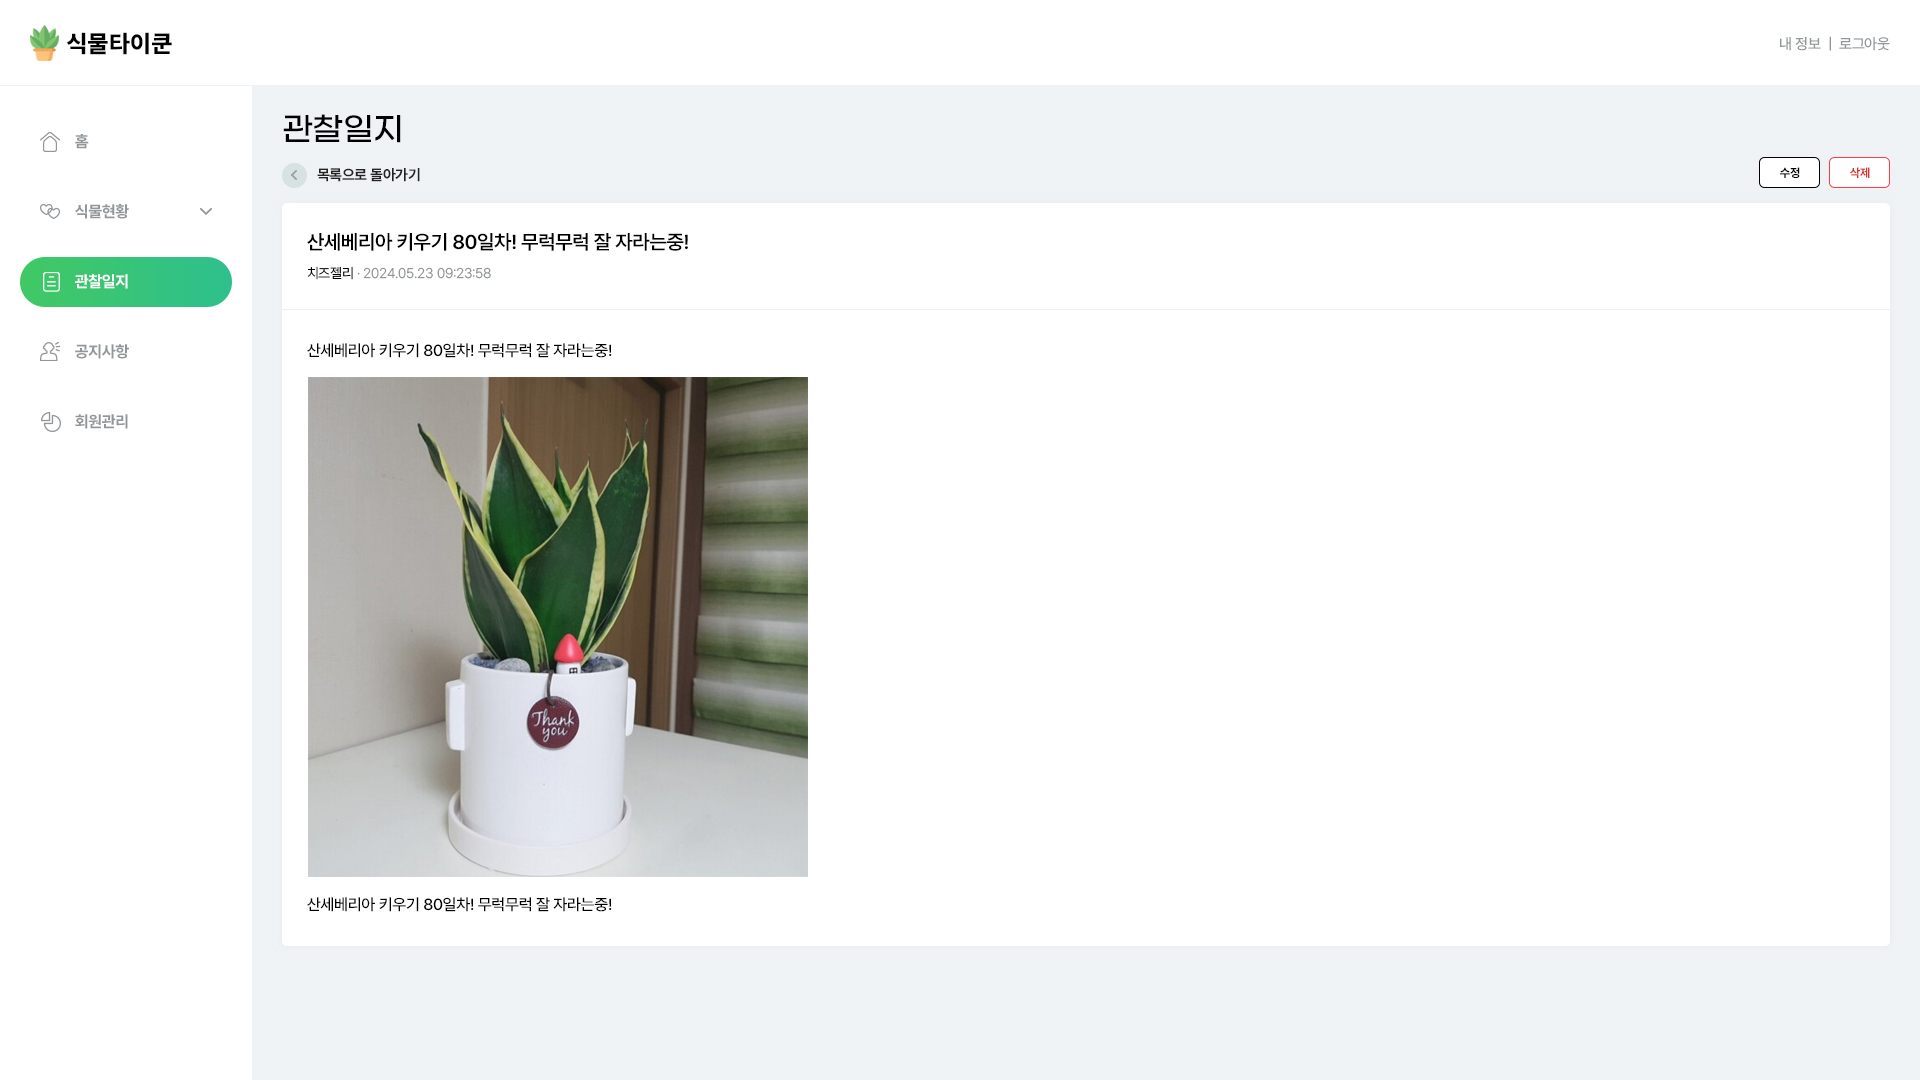 식물타이쿤
내 정보 | 로그아웃
홈
식물현황
관찰일지
공지사항
회원관리
관찰일지
목록으로 돌아가기
수정
삭제
산세베리아 키우기 80일차! 무럭무럭 잘 자라는중!
치즈젤리 · 2024.05.23 09:23:58
산세베리아 키우기 80일차! 무럭무럭 잘 자라는중!
Thank
you
산세베리아 키우기 80일차! 무럭무럭 잘 자라는중!